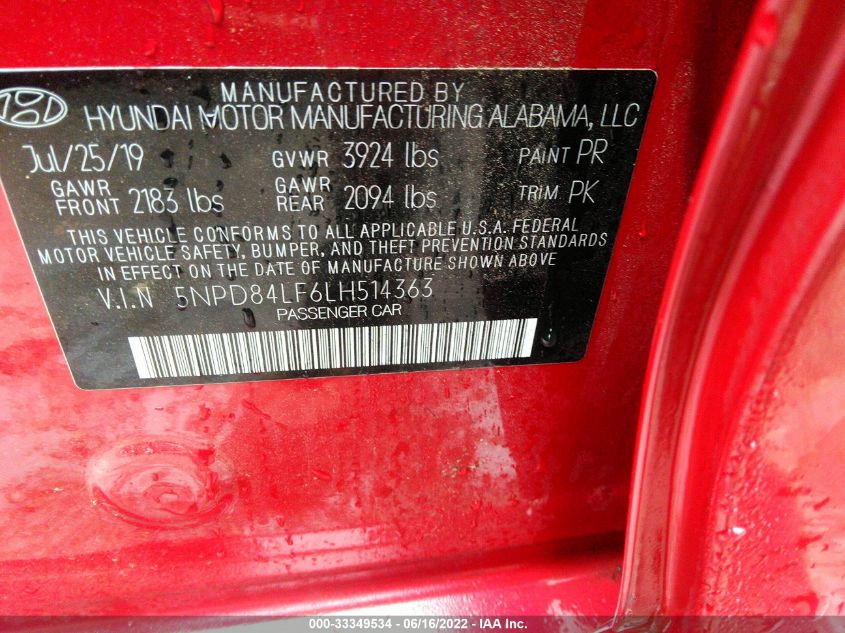 MANUFACTURED BY
HYUNDAI MOTOR MANUFACTURING ALABAMA, LLC
Jul/25/19 GVWR 3924 lbs PAINT PR
GAWR FRONT 2183 lbs GAWR REAR 2094 lbs TRIM PK
THIS VEHICLE CONFORMS TO ALL APPLICABLE U.S.A. FEDERAL
MOTOR VEHICLE SAFETY, BUMPER, AND THEFT PREVENTION STANDARDS
IN EFFECT ON THE DATE OF MANUFACTURE SHOWN ABOVE
V.I.N 5NPD84LF6LH514363
PASSENGER CAR
000-33349534 - 06/16/2022 - IAA Inc.